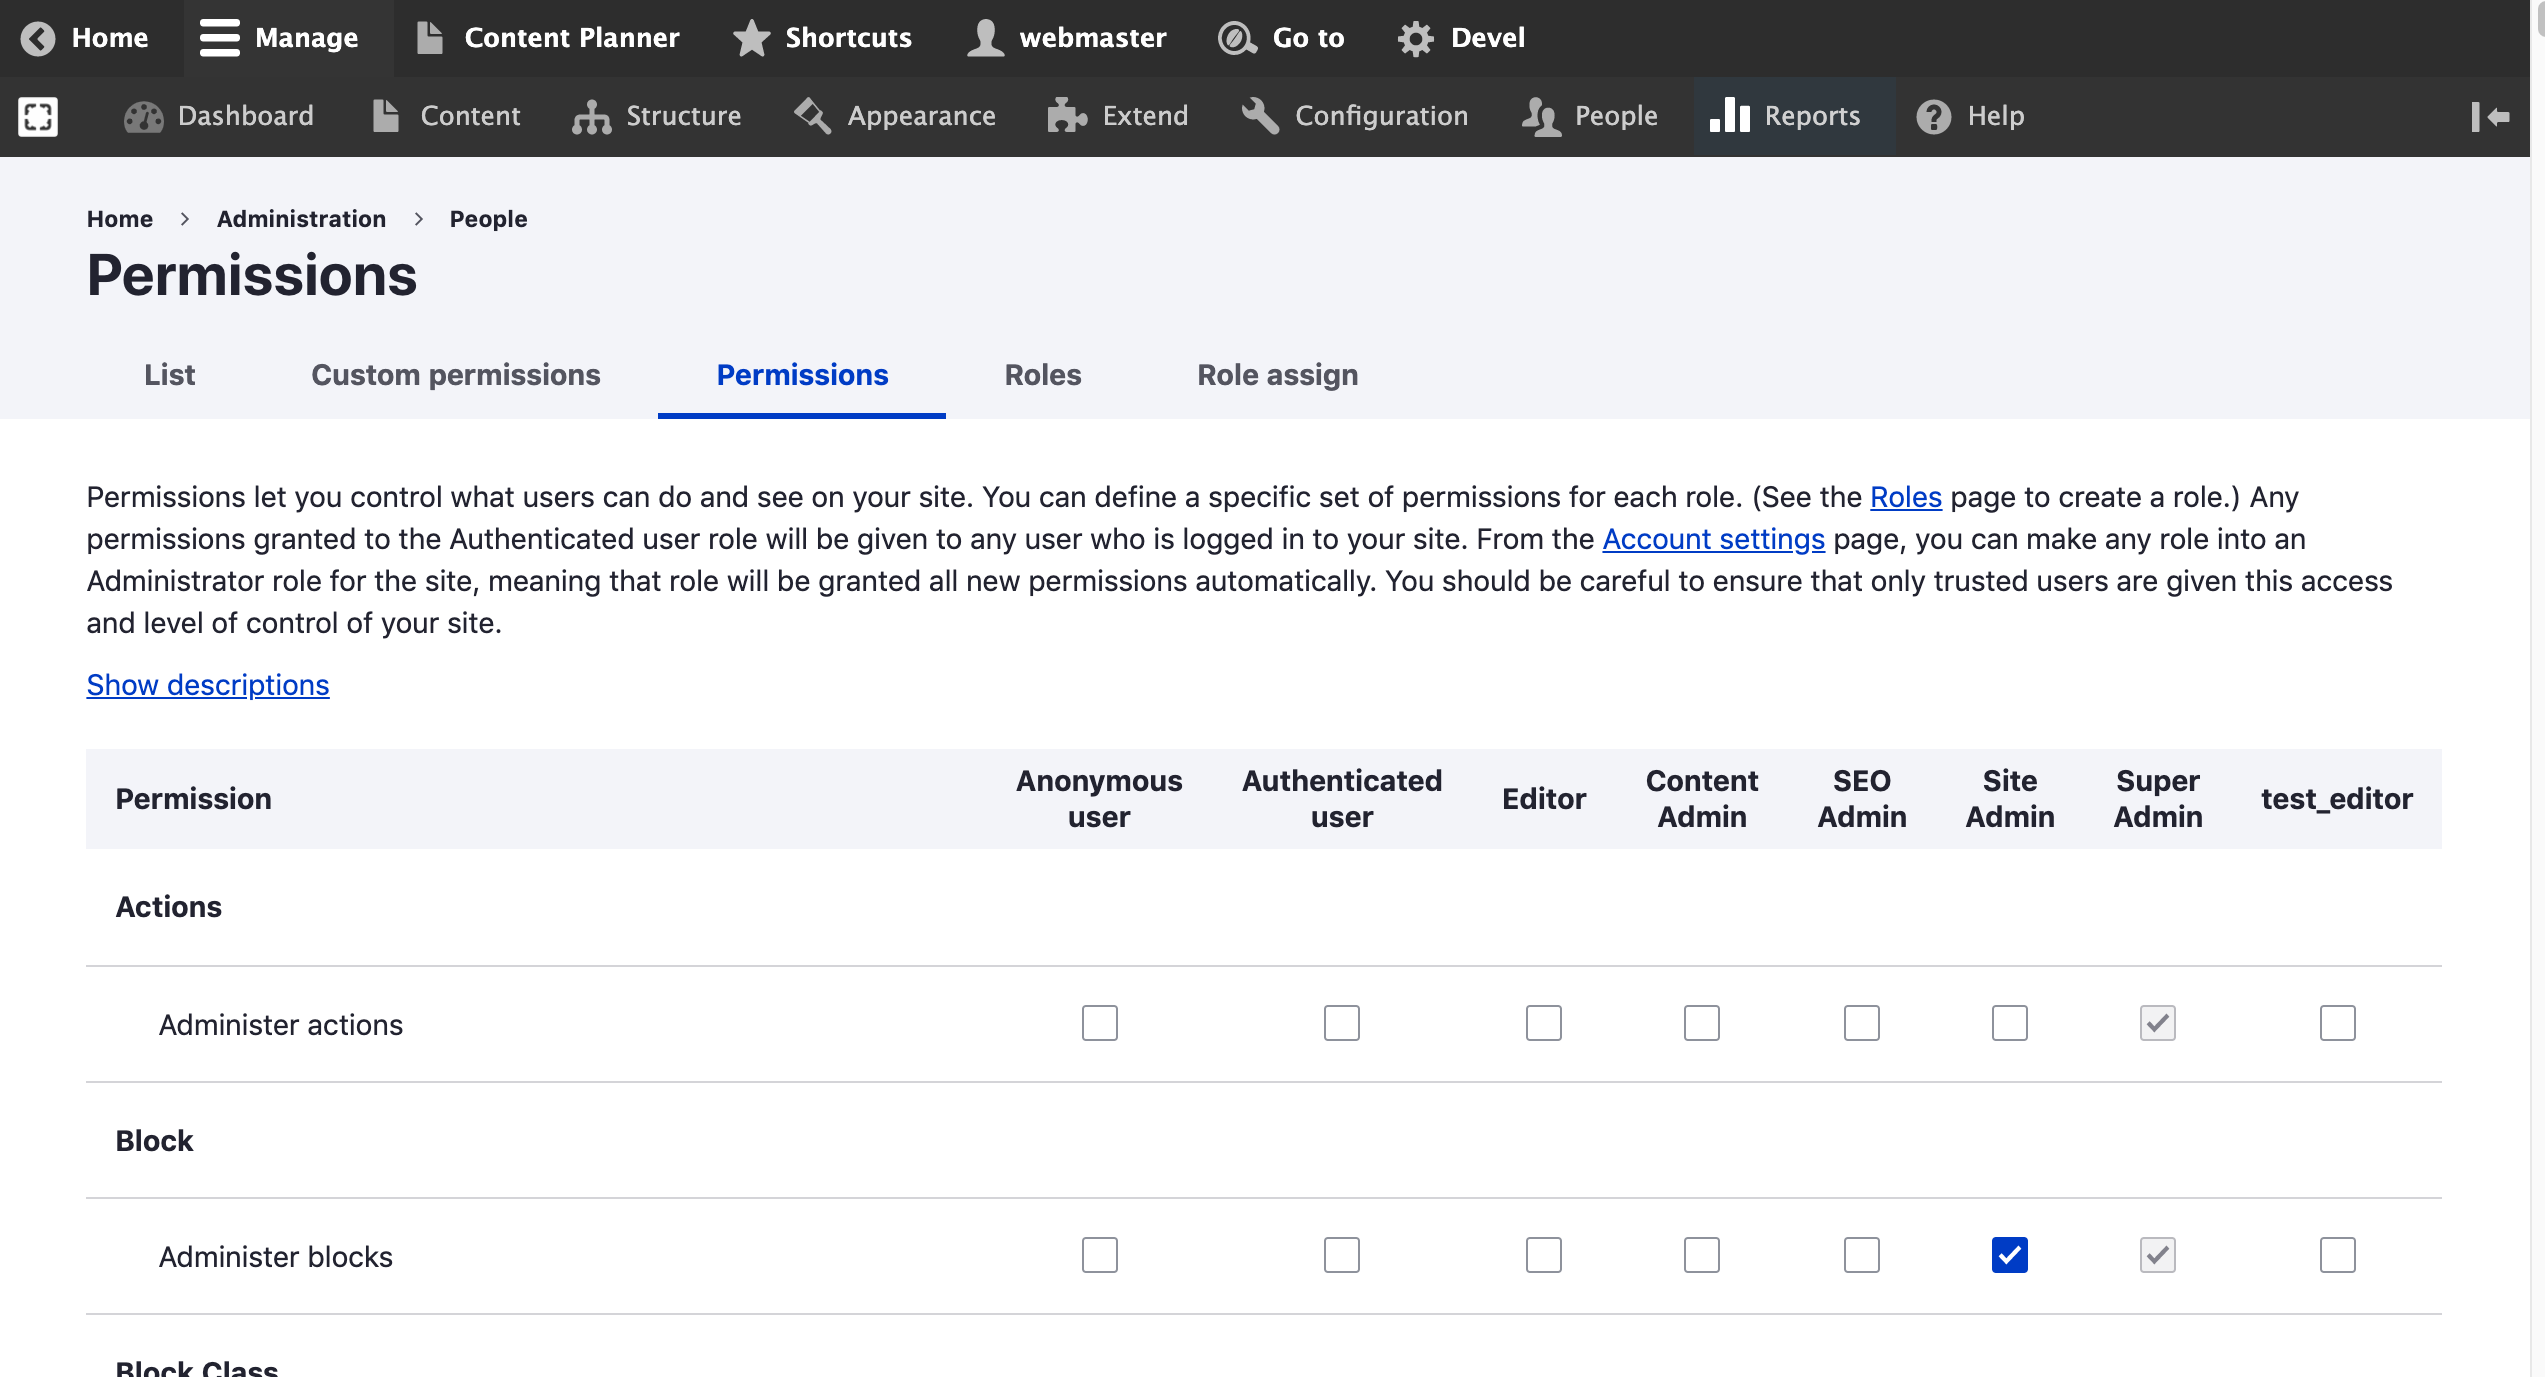 Home Manage Content Planner Shortcuts webmaster Go to Devel
Dashboard Content Structure Appearance Extend Configuration People Reports Help
Home > Administration > People
Permissions
List Custom permissions Permissions Roles Role assign
Permissions let you control what users can do and see on your site. You can define a specific set of permissions for each role. (See the Roles page to create a role.) Any
permissions granted to the Authenticated user role will be given to any user who is logged in to your site. From the Account settings page, you can make any role into an
Administrator role for the site, meaning that role will be granted all new permissions automatically. You should be careful to ensure that only trusted users are given this access
and level of control of your site.
Show descriptions
Permission Anonymous user Authenticated user Editor Content Admin SEO Admin Site Admin Super Admin test_editor
Actions
Administer actions
Block
Administer blocks
Block Class